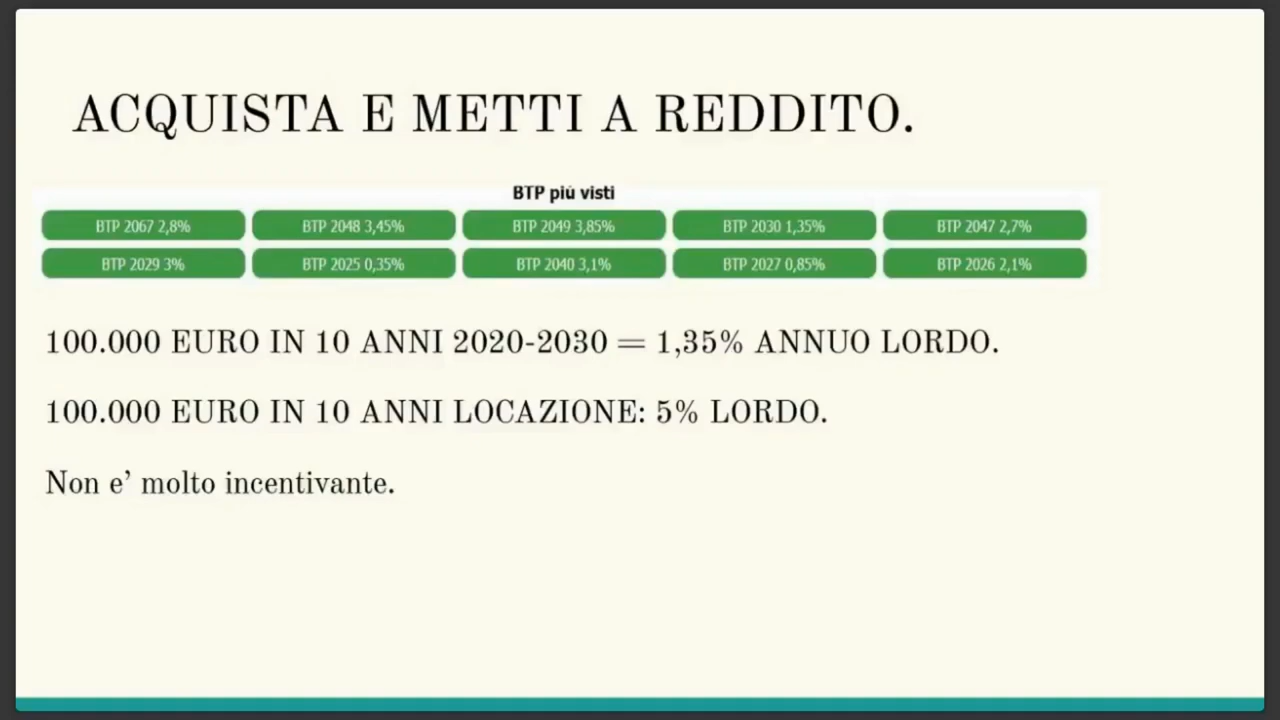 ACQUISTA E METTI A REDDITO.
BTP più visti
BTP 2067 2,8% BTP 2048 3,45% BTP 2049 3,85% BTP 2030 1,35% BTP 2047 2,7%
BTP 2029 3% BTP 2025 0,35% BTP 2040 3,1% BTP 2027 0,85% BTP 2026 2,1%
100.000 EURO IN 10 ANNI 2020-2030 = 1,35% ANNUO LORDO.
100.000 EURO IN 10 ANNI LOCAZIONE: 5% LORDO.
Non e’ molto incentivante.